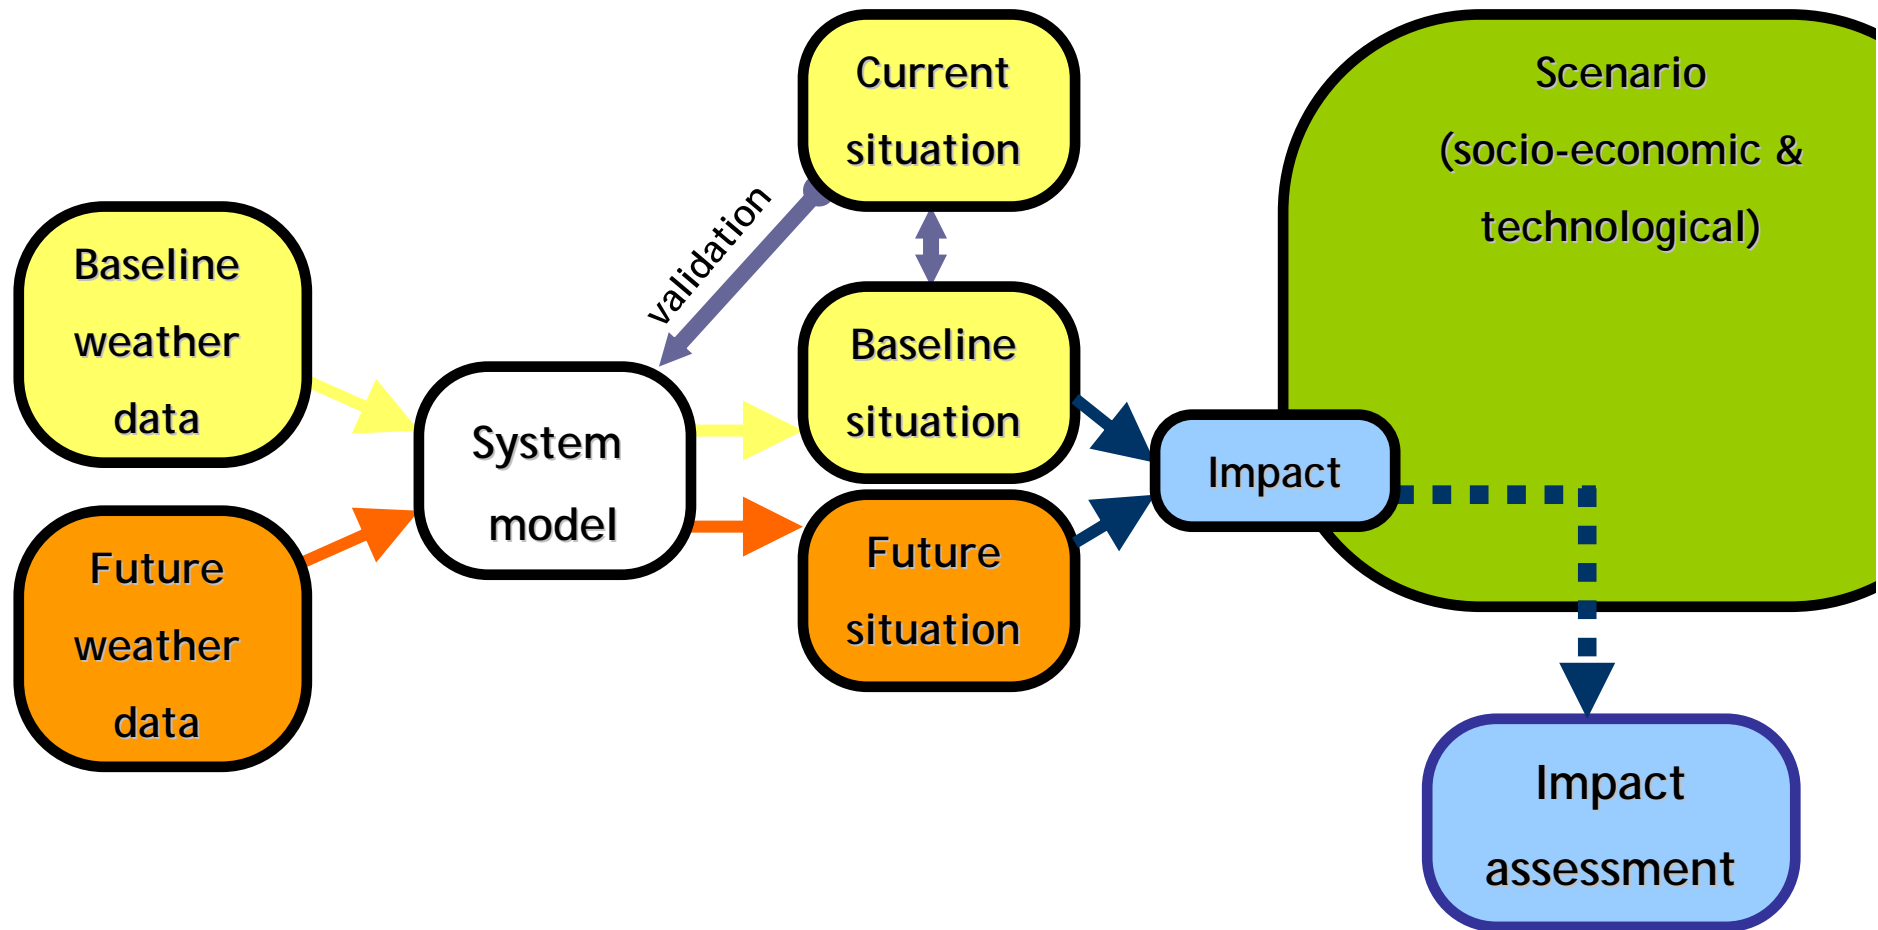 Current
situation
Scenario
(socio-economic &
technological)
validation
Baseline
weather
data
Baseline
situation
System
model
Impact
Future
weather
data
Future
situation
Impact
assessment